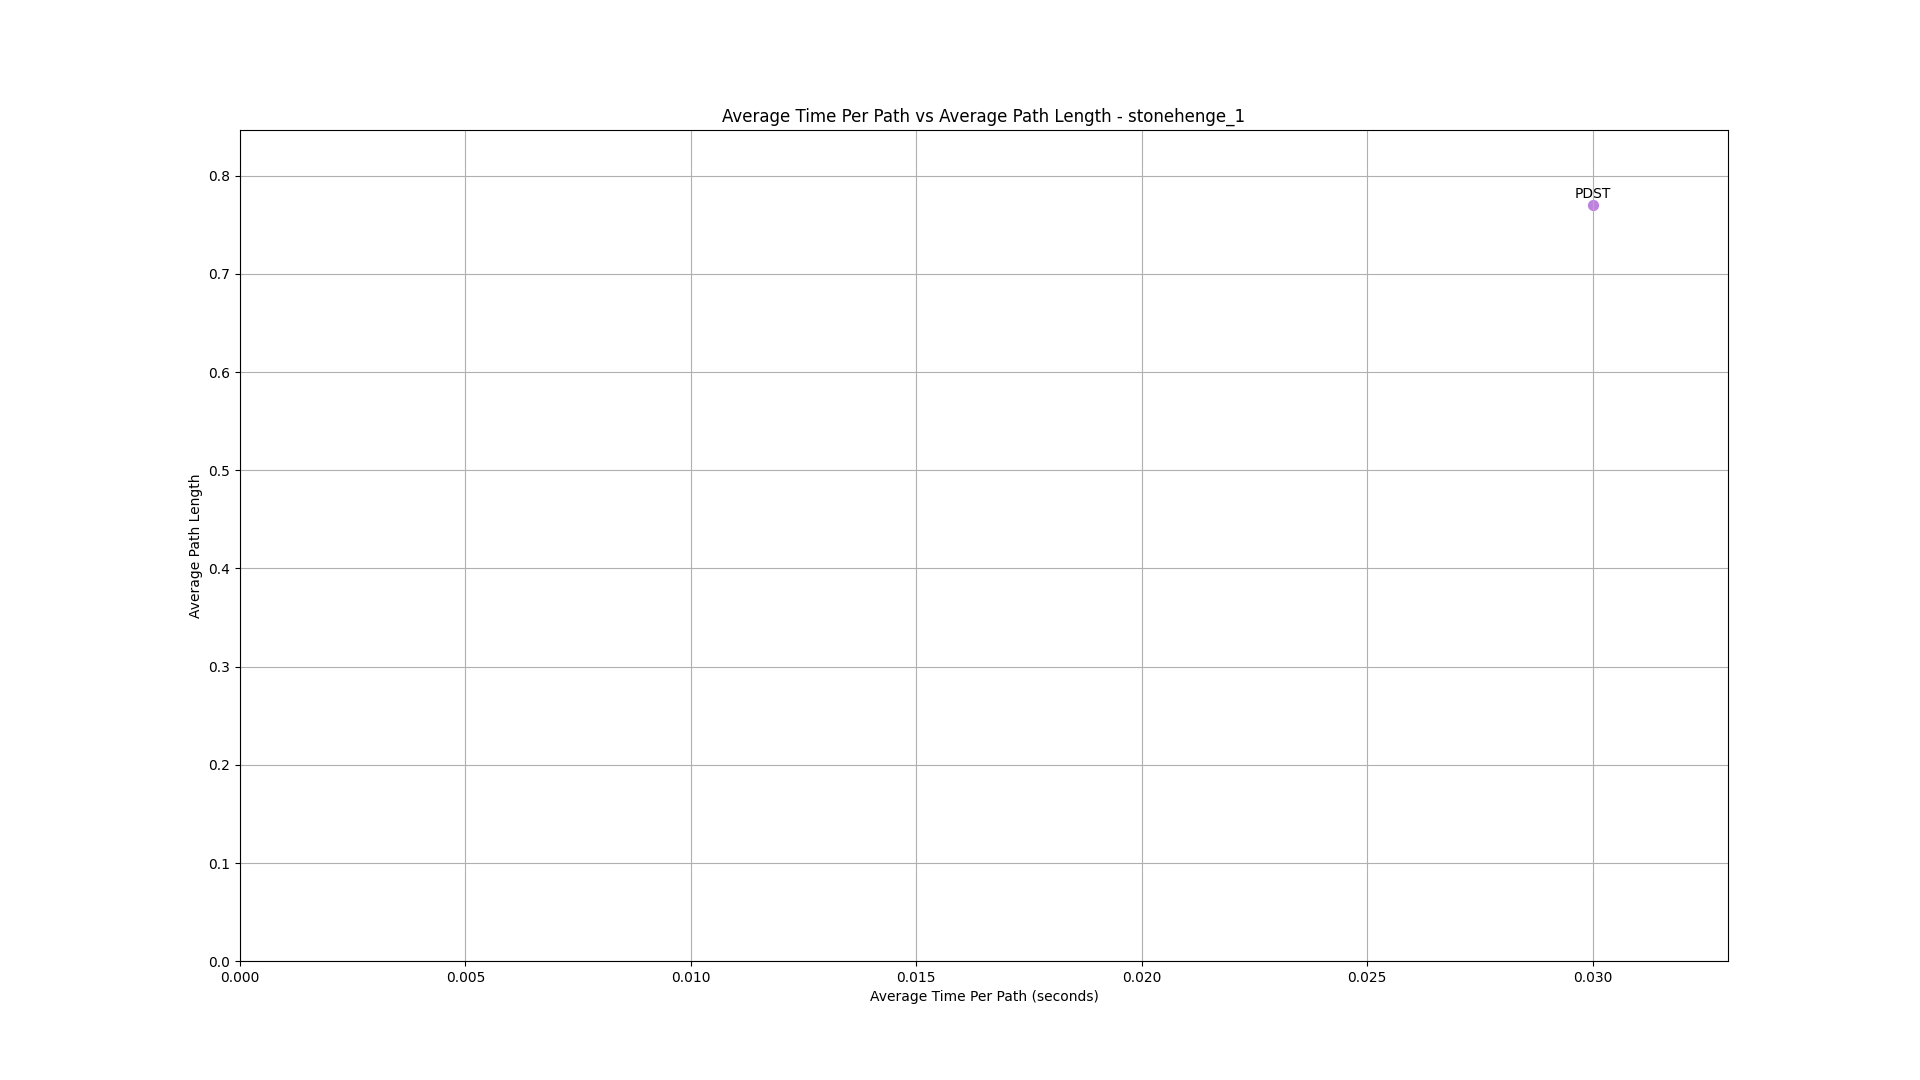 Average Time Per Path vs Average Path Length - stonehenge_1
0.8
PDST
0.7
0.6
0.5
Average Path Length
0.4
0.3
0.2
0.1
0.0
0.000 0.005 0.010 0.015 0.020 0.025 0.030
Average Time Per Path (seconds)